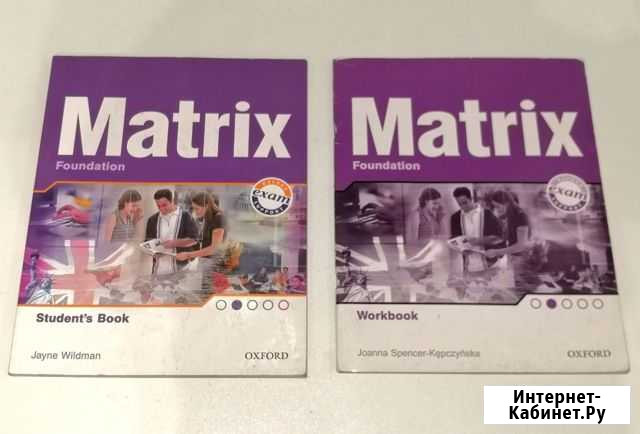 Matrix
Foundation
exam
SUPPORT
Student's Book
Jayne Wildman
OXFORD
Matrix
Foundation
exam
Workbook
Joanna Spencer-Kępczyńska
OXFORD
Интернет-
Кабинет.Ру